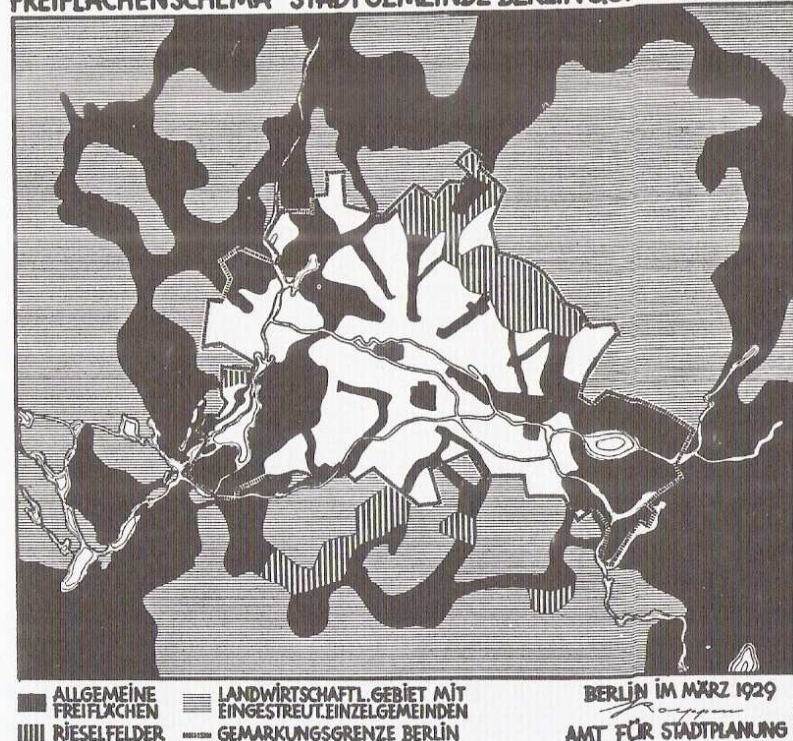 FREIFLÄCHENSCHEMA STADTGEMEINDE BERLIN
ALLGEMEINE
FREIFLÄCHEN
RIESELFELDER
LANDWIRTSCHAFTL. GEBIET MIT
EINGESTREUT. EINZELGEMEINDEN
GEMARKUNGSGRENZE BERLIN
BERLIN IM MÄRZ 1929
AMT FÜR STADTPLANUNG